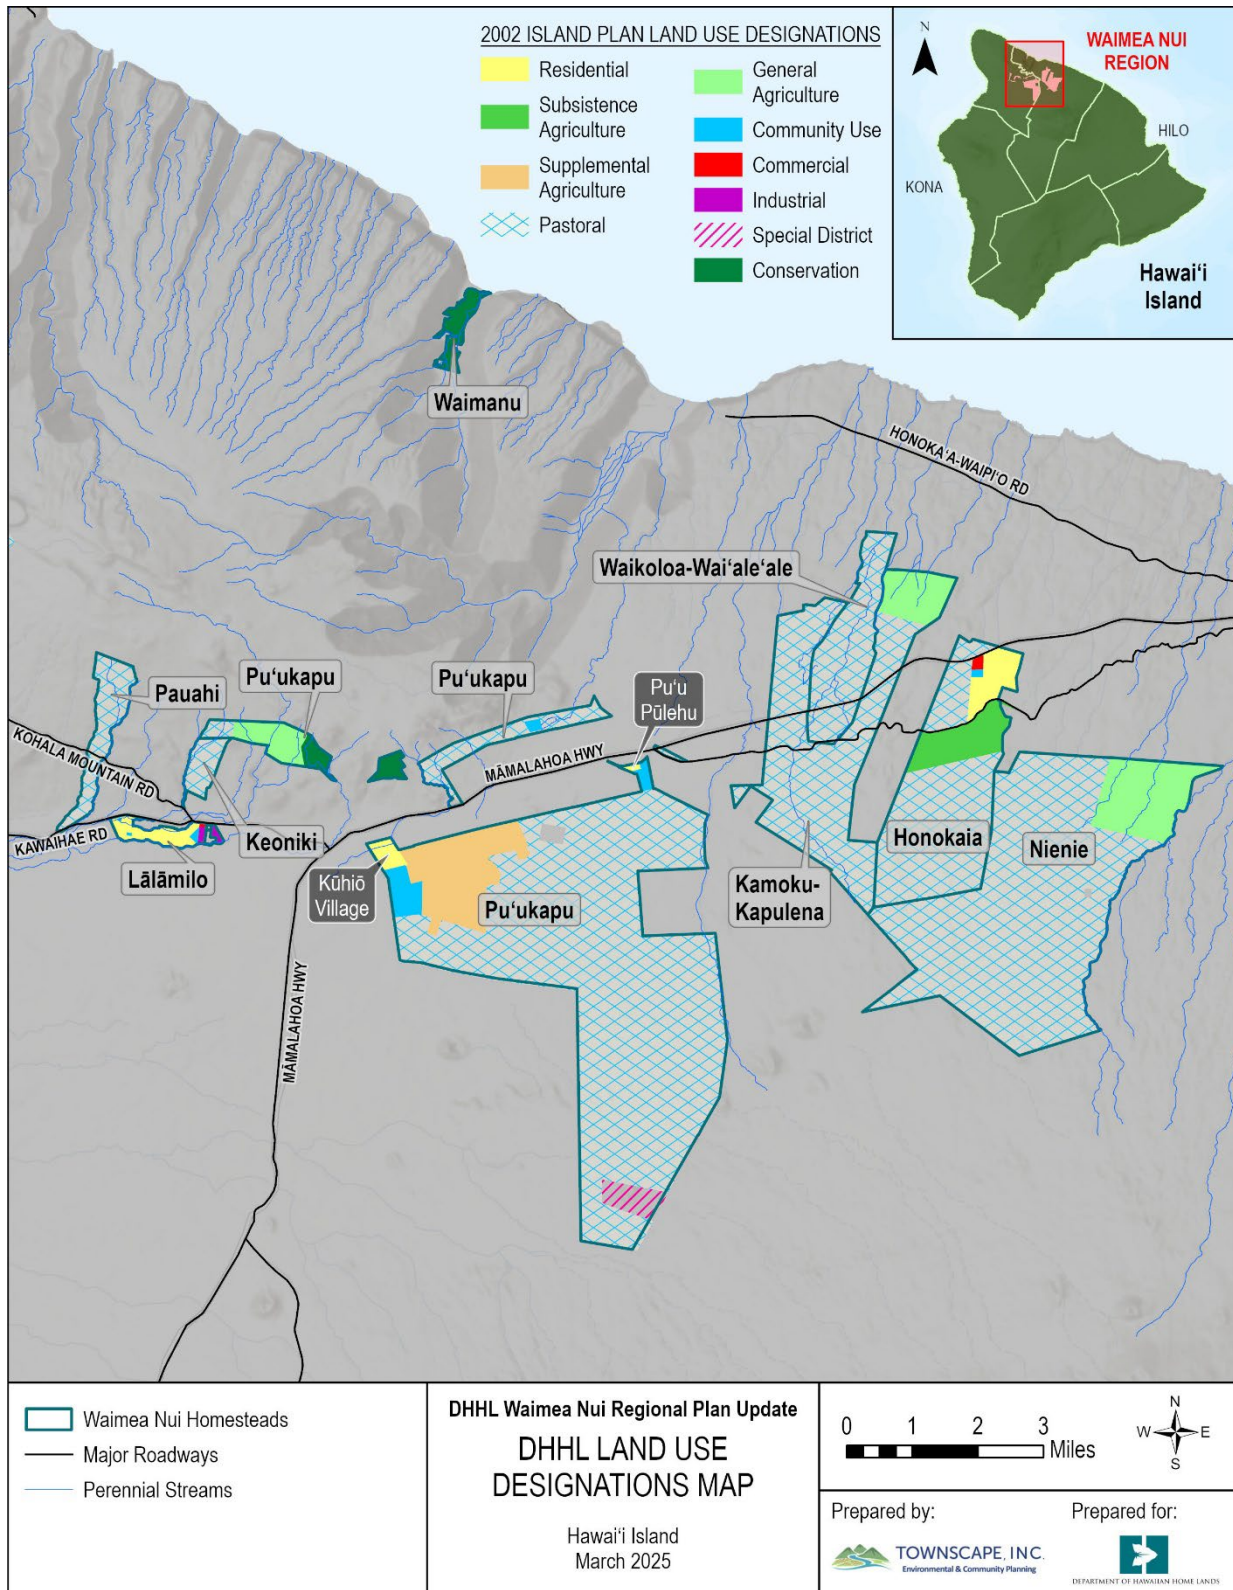 2002 ISLAND PLAN LAND USE DESIGNATIONS
Residential
Subsistence
Agriculture
Supplemental
Agriculture
Pastoral
General
Agriculture
Community Use
Commercial
Industrial
Special District
Conservation
N
WAIMEA NUI
REGION
HILO
KONA
Hawai‘i
Island
Waimanu
HONOKA‘A-WAIPI‘O RD
Waikoloa-Wai‘ale‘ale
Pauahi
Pu‘ukapu
Pu‘ukapu
Pu‘u
Pūlehu
KOHALA MOUNTAIN RD
MĀMALAHOA HWY
KAWAIHAE RD
Keoniki
Lālāmilo
Kūhiō
Village
Pu‘ukapu
Kamoku-
Kapulena
Honokaia
Nienie
MĀMALAHOA HWY
Waimea Nui Homesteads
Major Roadways
Perennial Streams
DHHL Waimea Nui Regional Plan Update
DHHL LAND USE
DESIGNATIONS MAP
Hawai‘i Island
March 2025
0 1 2 3
Miles
N
W E
S
Prepared by:
TOWNSCAPE, INC.
Environmental & Community Planning
Prepared for:
DEPARTMENT OF HAWAIIAN HOME LANDS